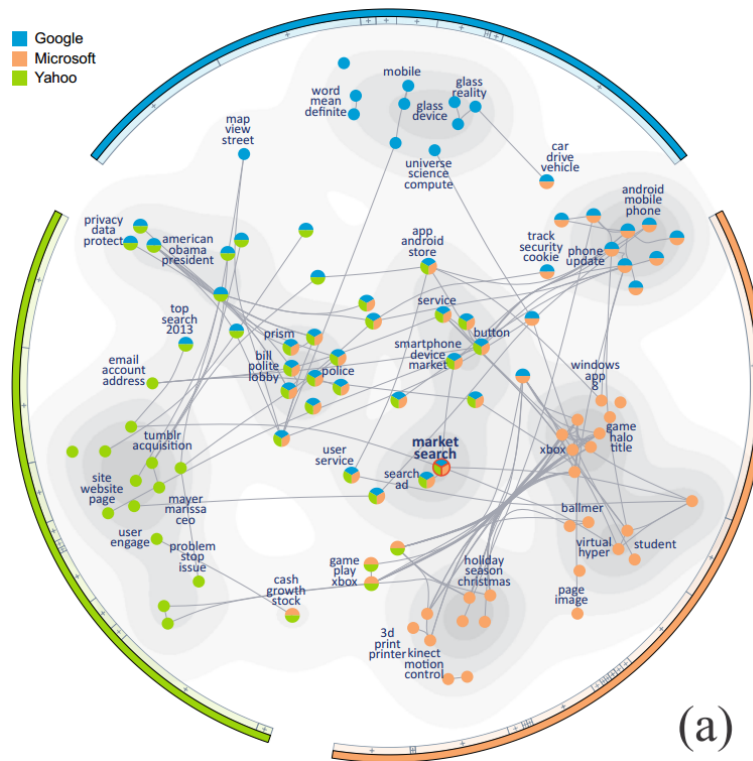 Google
Microsoft
Yahoo
mobile
glass
reality
word
mean
definite
glass
device
map
view
street
universe
science
compute
car
drive
vehicle
android
mobile
phone
privacy
data
protect
american
obama
president
app
android
store
track
security
cookie
phone
update
top
search
2013
service
prism
button
email
account
address
bill
polite
lobby
police
smartphone
device
market
windows
app
8
tumblr
acquisition
game
halo
title
xbox
market
search
user
service
search
ad
site
website
page
mayer
marissa
ceo
ballmer
user
engage
virtual
hyper
student
problem
stop
issue
game
play
xbox
holiday
season
christmas
cash
growth
stock
page
image
3d
print
printer
kinect
motion
control
(a)